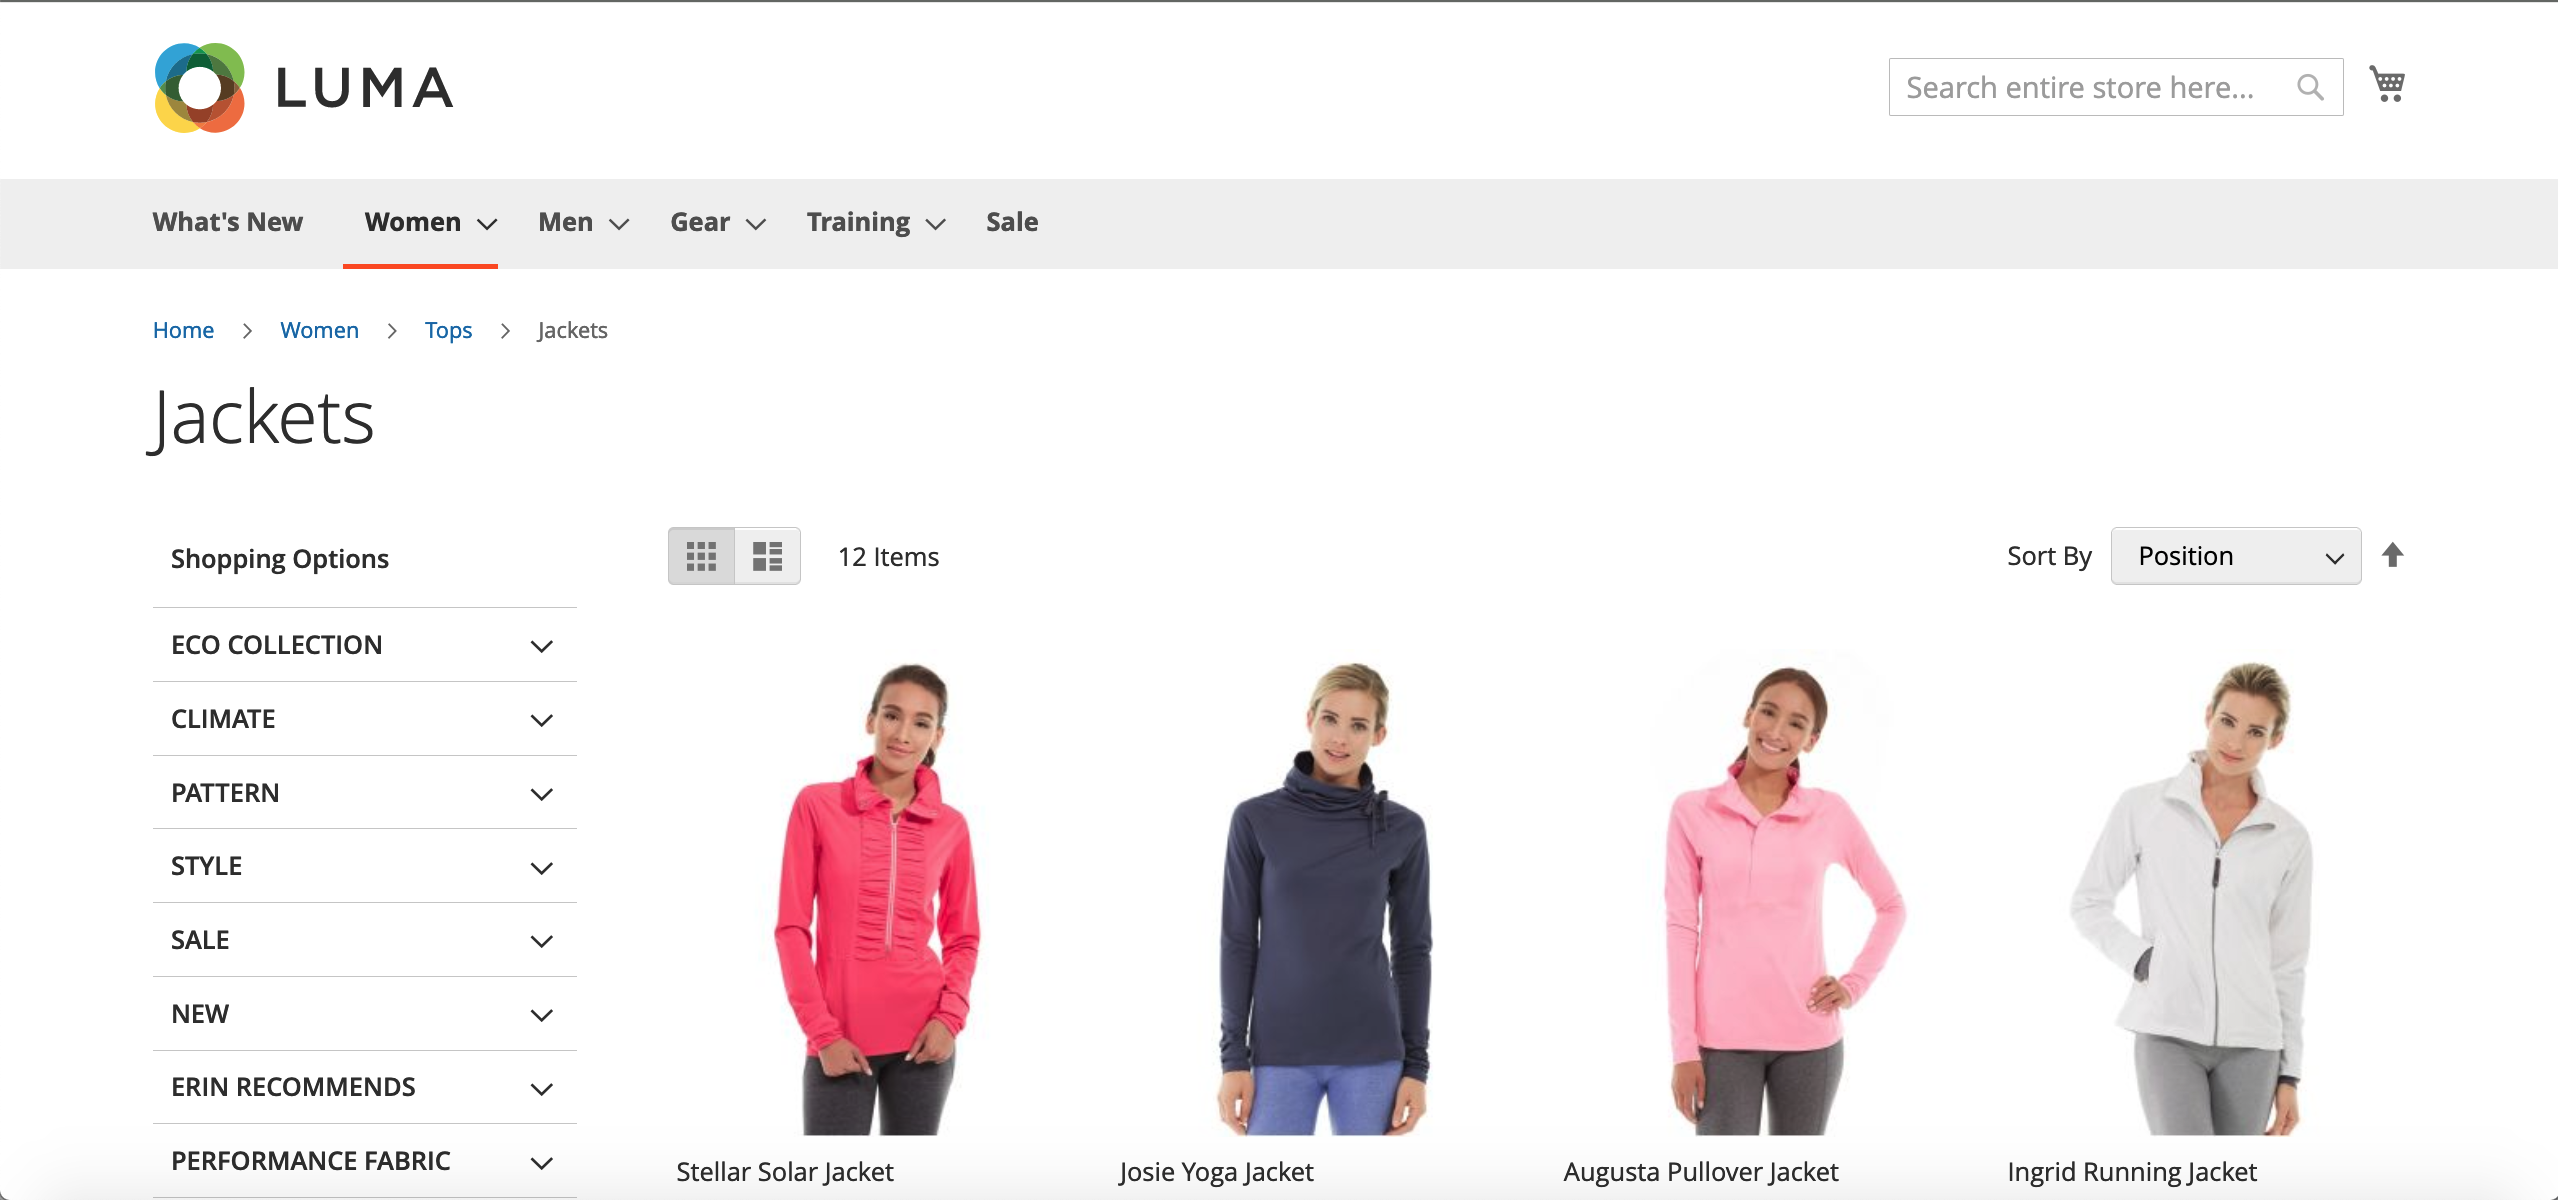 LUMA
Search entire store here...
What's New Women Men Gear Training Sale
Home > Women > Tops > Jackets
Jackets
Shopping Options
12 Items
Sort By Position
ECO COLLECTION
CLIMATE
PATTERN
STYLE
SALE
NEW
ERIN RECOMMENDS
PERFORMANCE FABRIC
Stellar Solar Jacket
Josie Yoga Jacket
Augusta Pullover Jacket
Ingrid Running Jacket